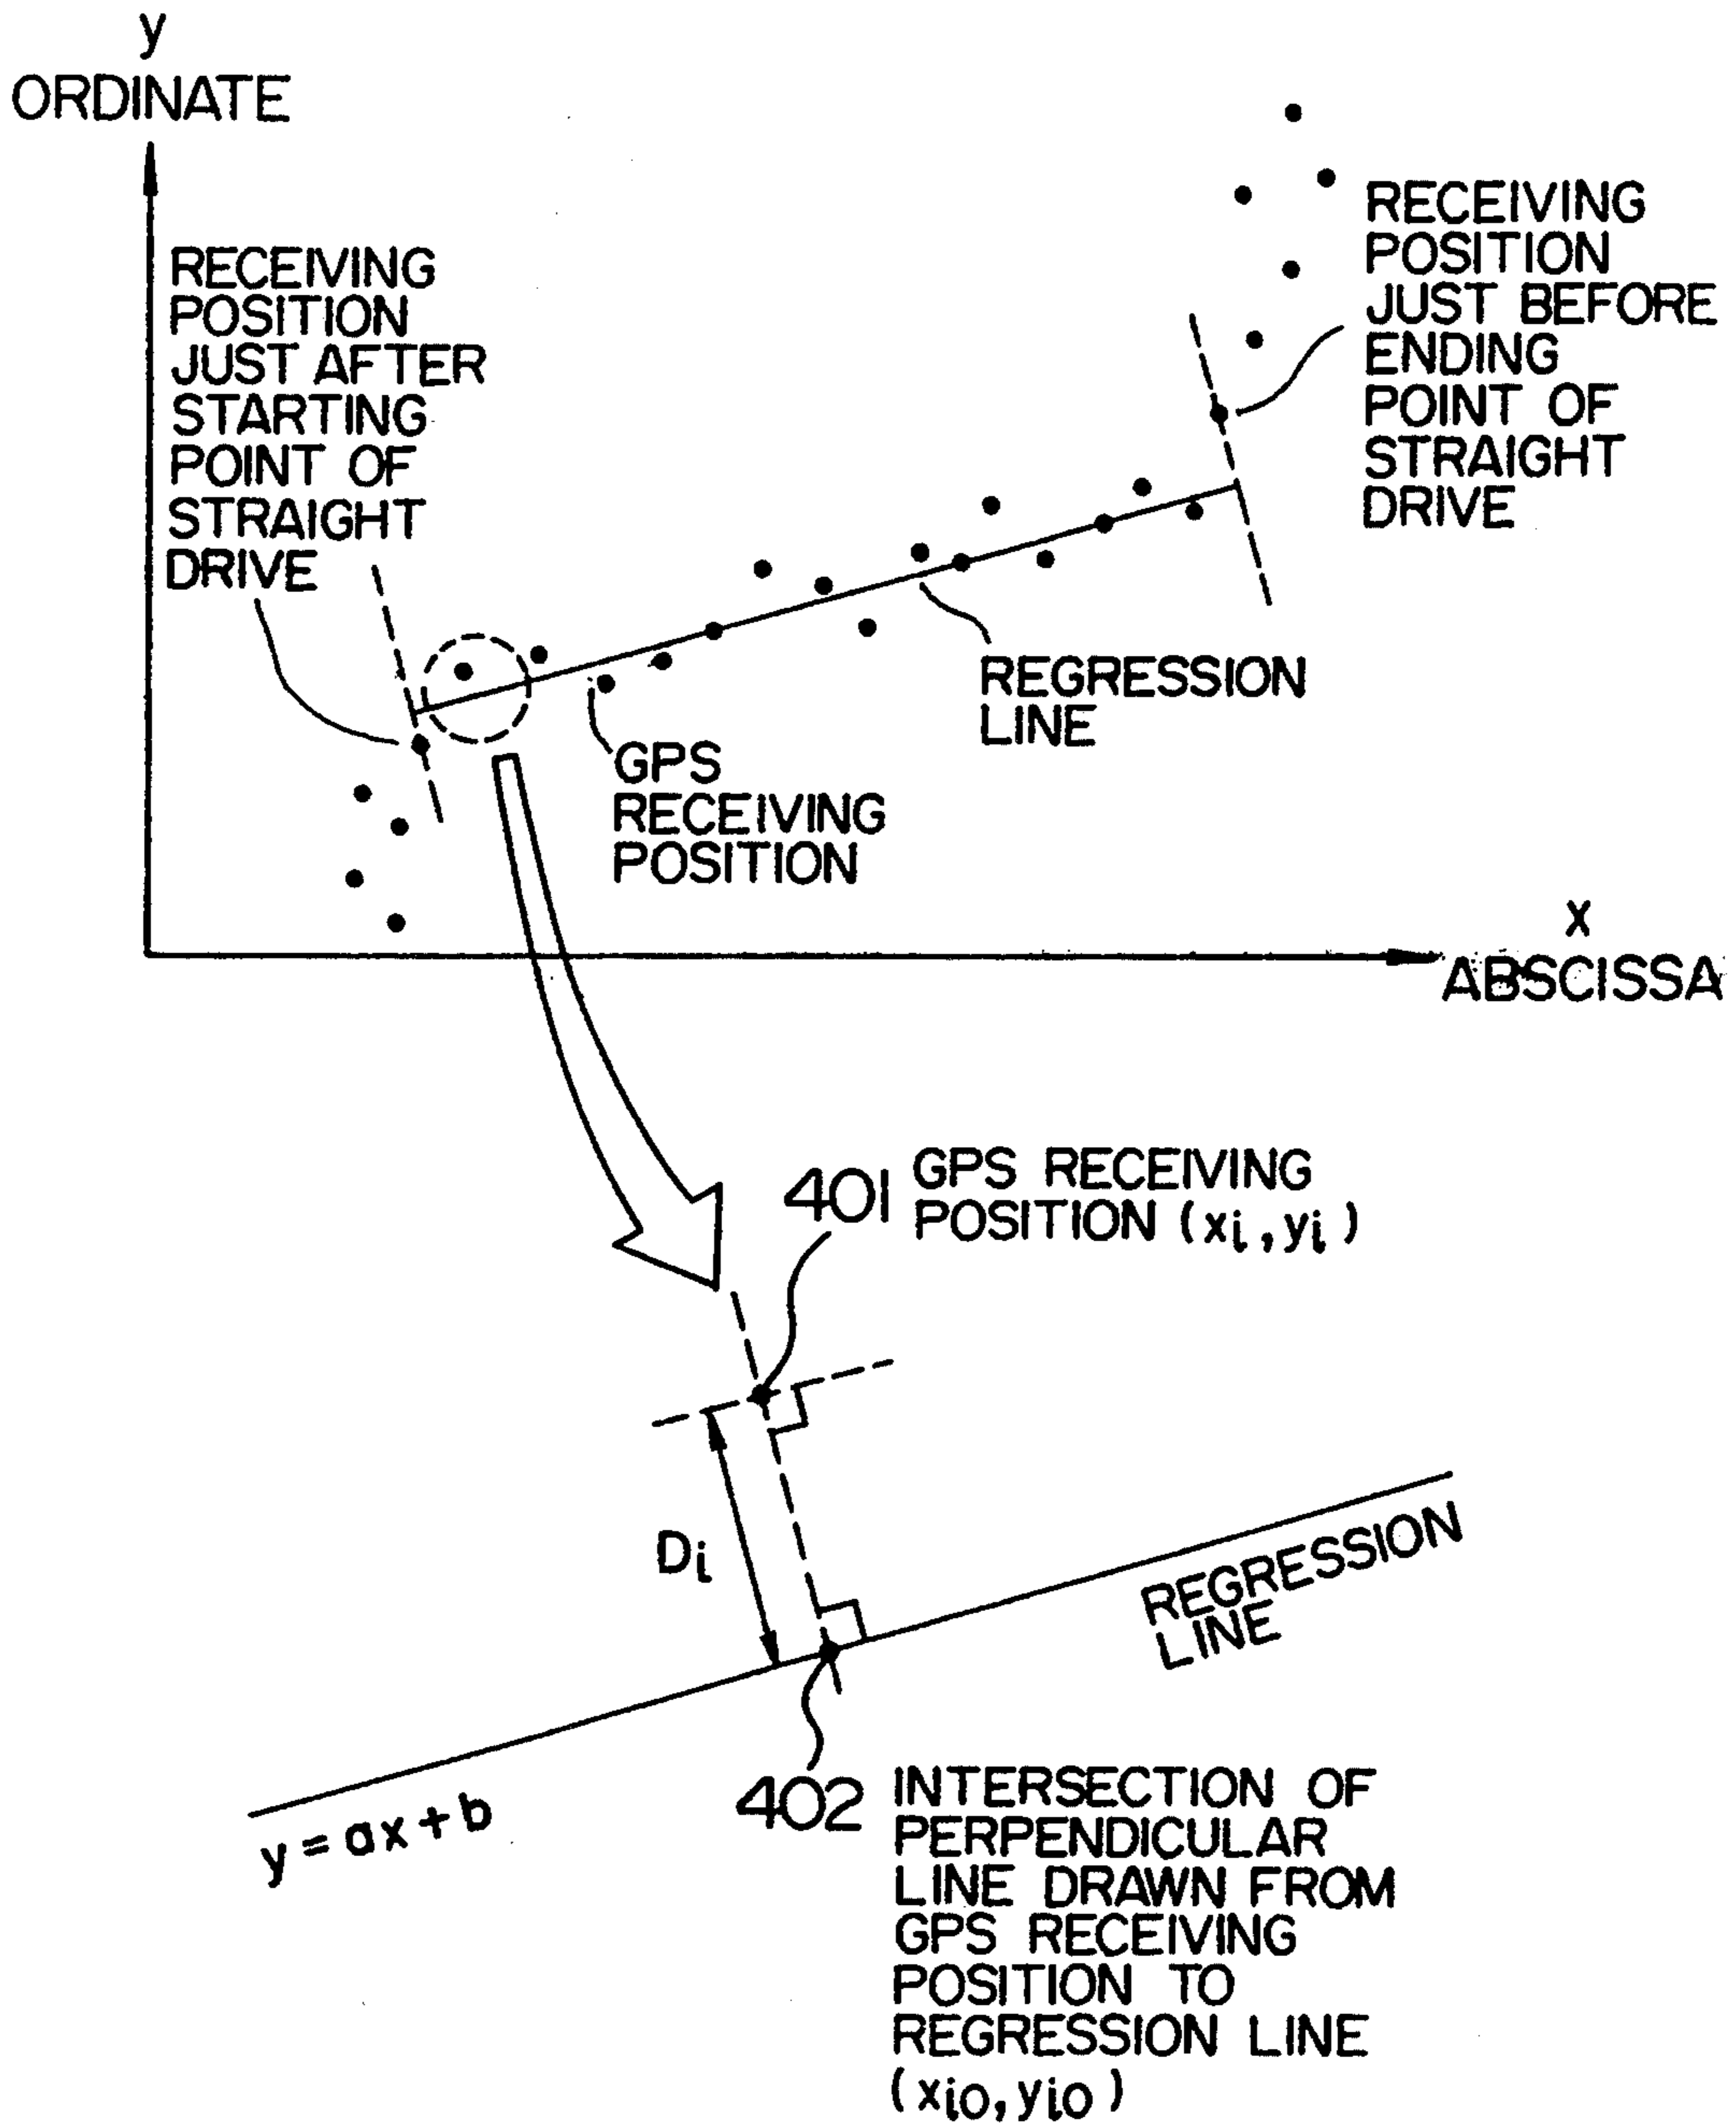 y
ORDINATE
RECEIVING
POSITION
JUST AFTER
STARTING
POINT OF
STRAIGHT
DRIVE
RECEIVING
POSITION
JUST BEFORE
ENDING
POINT OF
STRAIGHT
DRIVE
REGRESSION
LINE
GPS
RECEIVING
POSITION
x
ABSCISSA
401 GPS RECEIVING
POSITION (xi, yi)
Di
REGRESSION
LINE
y = ax + b
402 INTERSECTION OF
PERPENDICULAR
LINE DRAWN FROM
GPS RECEIVING
POSITION TO
REGRESSION LINE
(xio, yio)